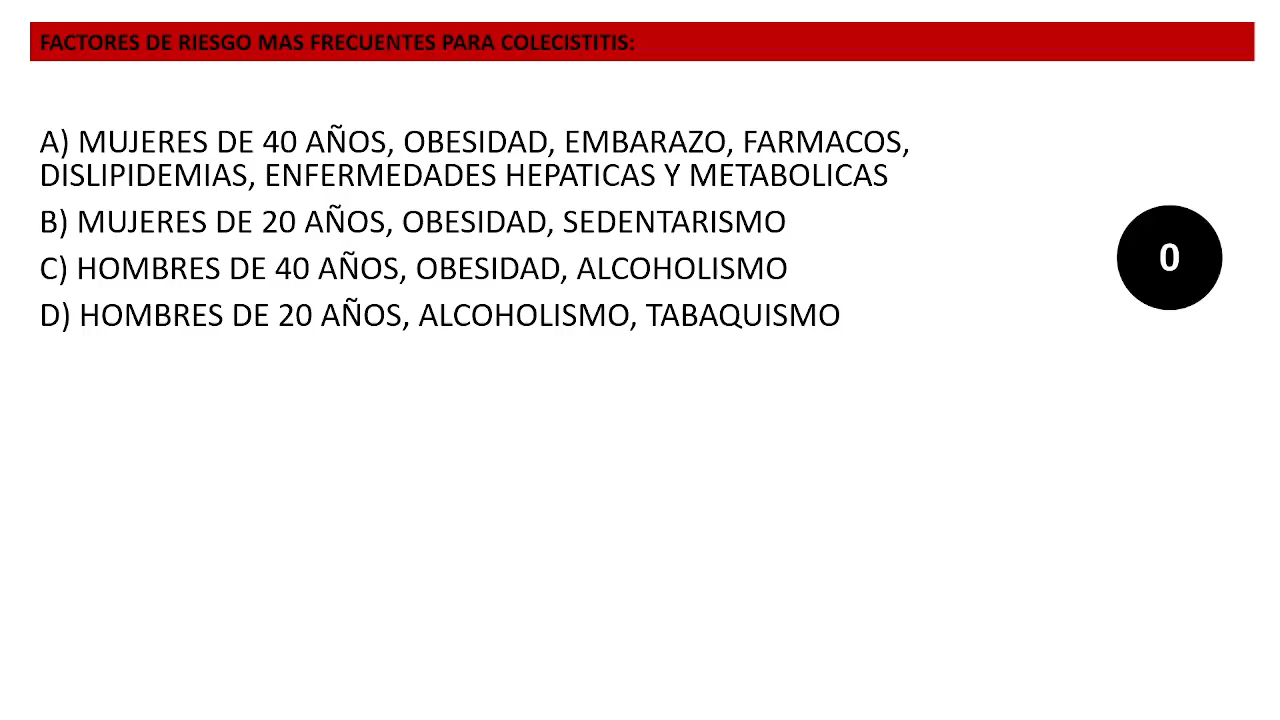 FACTORES DE RIESGO MAS FRECUENTES PARA COLECISTITIS:
A) MUJERES DE 40 AÑOS, OBESIDAD, EMBARAZO, FARMACOS,
DISLIPIDEMIAS, ENFERMEDADES HEPATICAS Y METABOLICAS
B) MUJERES DE 20 AÑOS, OBESIDAD, SEDENTARISMO
C) HOMBRES DE 40 AÑOS, OBESIDAD, ALCOHOLISMO
D) HOMBRES DE 20 AÑOS, ALCOHOLISMO, TABAQUISMO
0